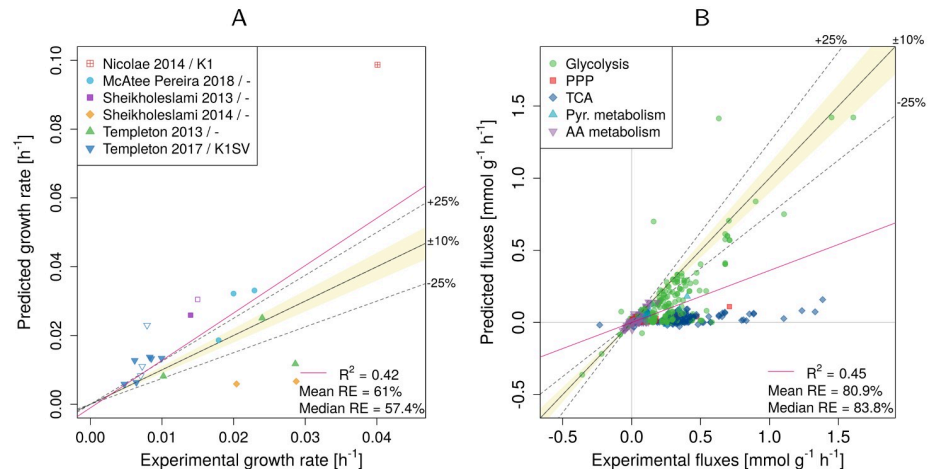 A
Nicolae 2014 / K1
McAtee Pereira 2018 / -
Sheikholeslami 2013 / -
Sheikholeslami 2014 / -
Templeton 2013 / -
Templeton 2017 / K1SV
+25%
±10%
-25%
R² = 0.42
Mean RE = 61%
Median RE = 57.4%
0.00
0.02
0.04
0.06
0.08
0.10
Predicted growth rate [h⁻¹]
0.00
0.01
0.02
0.03
0.04
Experimental growth rate [h⁻¹]
B
+25%
±10%
-25%
Glycolysis
PPP
TCA
Pyr. metabolism
AA metabolism
R² = 0.45
Mean RE = 80.9%
Median RE = 83.8%
-0.5
0.0
0.5
1.0
1.5
Predicted fluxes [mmol g⁻¹ h⁻¹]
-0.5
0.0
0.5
1.0
1.5
Experimental fluxes [mmol g⁻¹ h⁻¹]